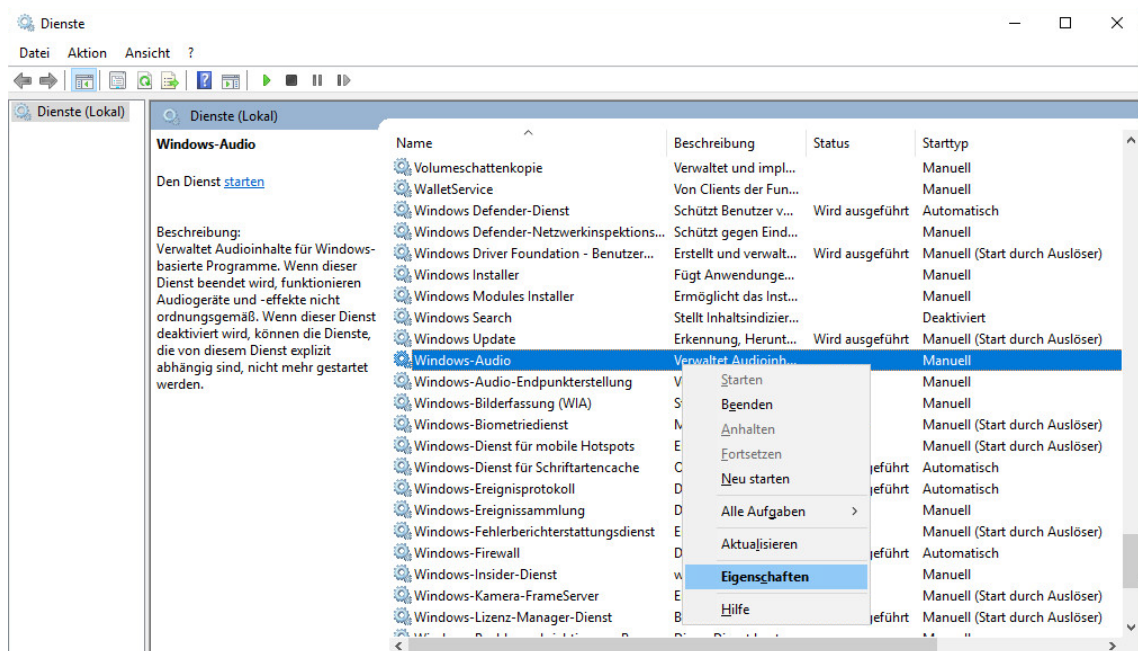 Dienste
Datei Aktion Ansicht ?
Dienste (Lokal)
Dienste (Lokal)
Windows-Audio
Den Dienst starten
Beschreibung:
Verwaltet Audioinhalte für Windows-
basierte Programme. Wenn dieser
Dienst beendet wird, funktionieren
Audiogeräte und -effekte nicht
ordnungsgemäß. Wenn dieser Dienst
deaktiviert wird, können die Dienste,
die von diesem Dienst explizit
abhängig sind, nicht mehr gestartet
werden.
Name Beschreibung Status Starttyp
Volumeschattenkopie Verwaltet und impl... Manuell
WalletService Von Clients der Fun... Manuell
Windows Defender-Dienst Schützt Benutzer v... Wird ausgeführt Automatisch
Windows Defender-Netzwerkinspektions... Schützt gegen Eind... Manuell
Windows Driver Foundation - Benutzer... Erstellt und verwalt... Wird ausgeführt Manuell (Start durch Auslöser)
Windows Installer Fügt Anwendunge... Manuell
Windows Modules Installer Ermöglicht das Inst... Manuell
Windows Search Stellt Inhaltsindizier... Deaktiviert
Windows Update Erkennung, Herunt... Wird ausgeführt Manuell (Start durch Auslöser)
Windows-Audio Verwaltet Audioinh... Manuell
Windows-Audio-Endpunkterstellung V Manuell
Windows-Bilderfassung (WIA) S Manuell
Windows-Biometriedienst M Manuell (Start durch Auslöser)
Windows-Dienst für mobile Hotspots E Manuell (Start durch Auslöser)
Windows-Dienst für Schriftartencache O geführt Automatisch
Windows-Ereignisprotokoll D geführt Automatisch
Windows-Ereignissammlung D Manuell
Windows-Fehlerberichterstattungsdienst E Manuell (Start durch Auslöser)
Windows-Firewall D geführt Automatisch
Windows-Insider-Dienst w Manuell
Windows-Kamera-FrameServer E Manuell (Start durch Auslöser)
Windows-Lizenz-Manager-Dienst B geführt Manuell (Start durch Auslöser)
Starten
Beenden
Anhalten
Fortsetzen
Neu starten
Alle Aufgaben
Aktualisieren
Eigenschaften
Hilfe